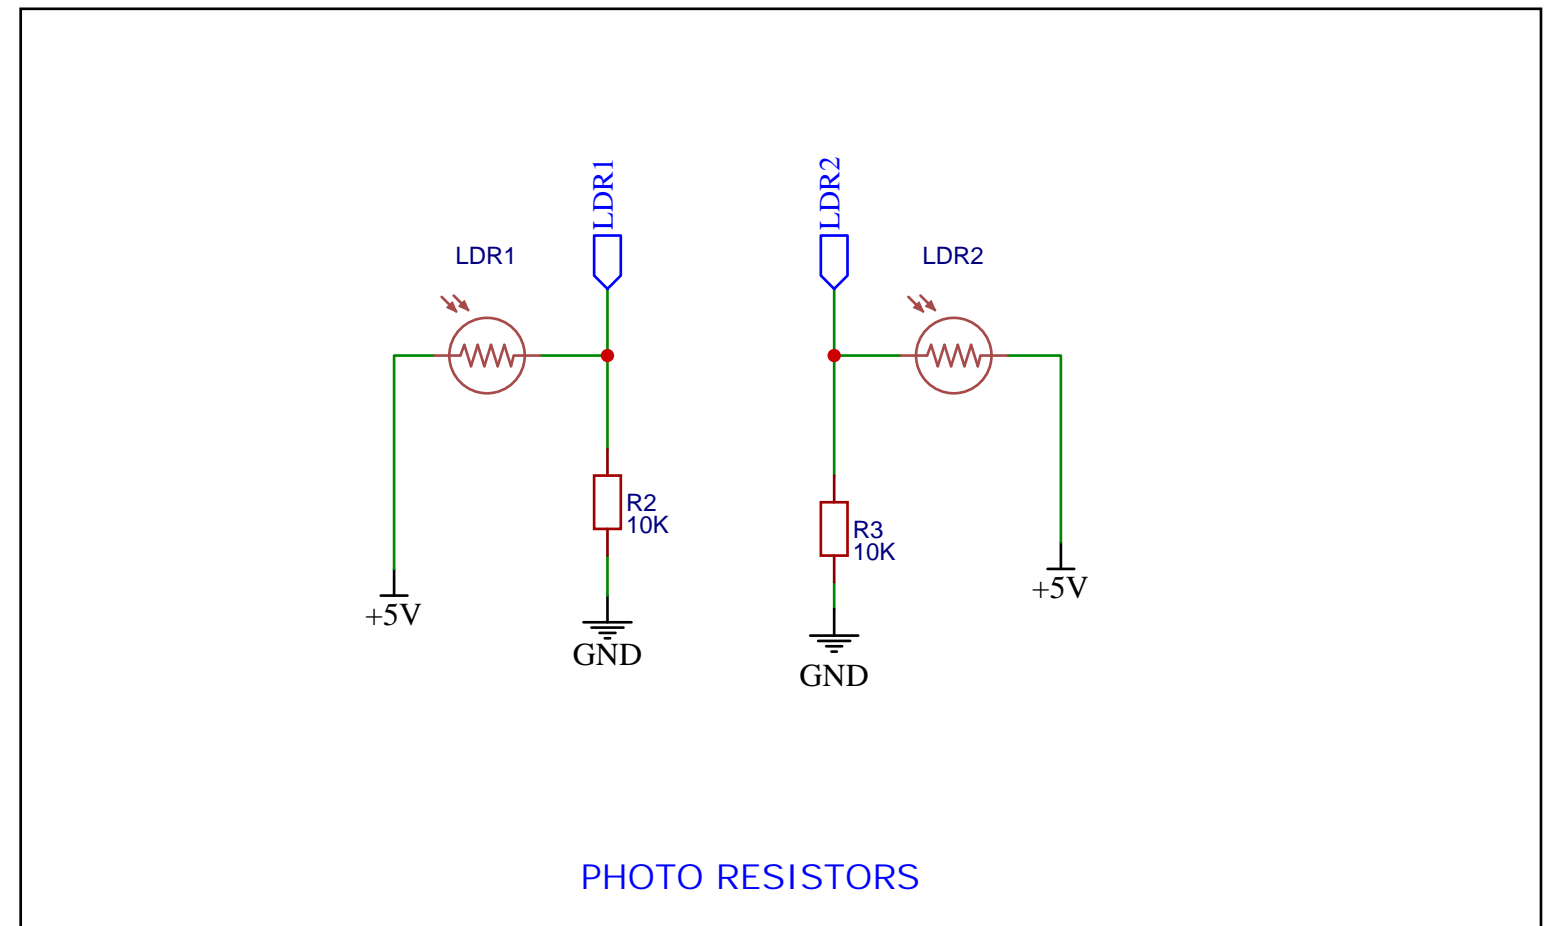 LDR1
LDR2
LDR1
LDR2
R2
10K
R3
10K
+5V
+5V
GND
GND
PHOTO RESISTORS